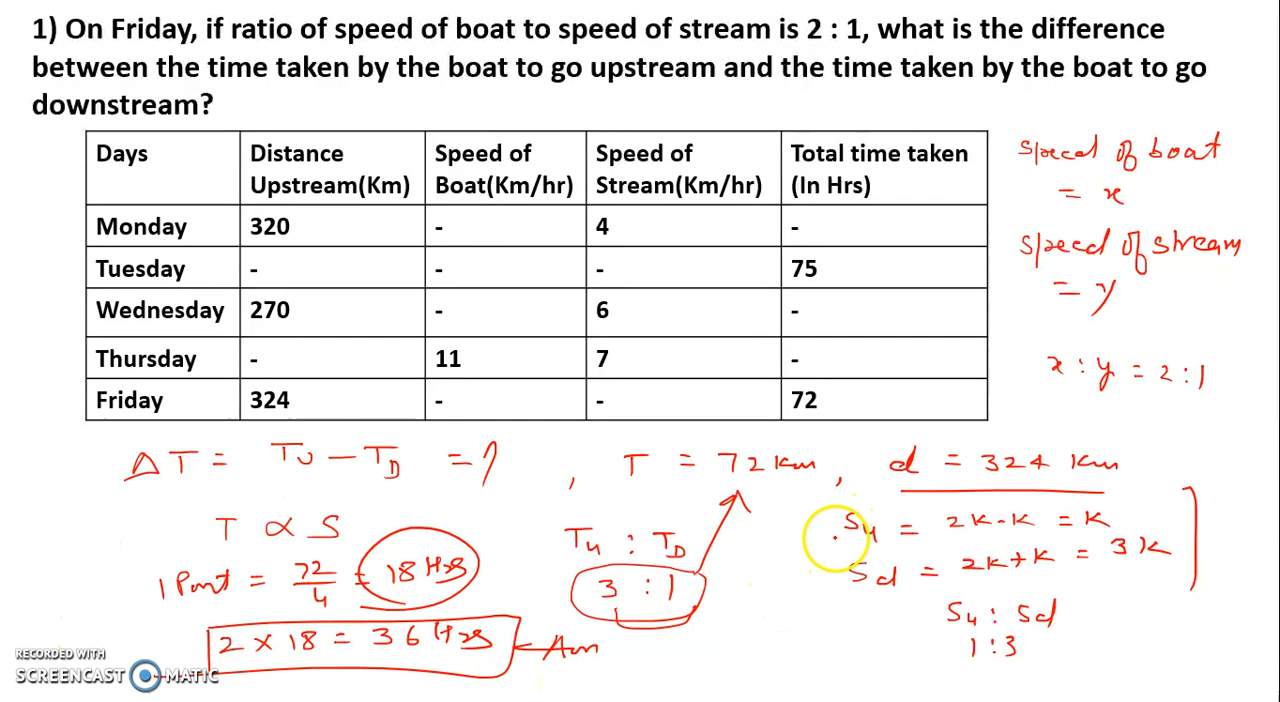 1) On Friday, if ratio of speed of boat to speed of stream is 2 : 1, what is the difference
between the time taken by the boat to go upstream and the time taken by the boat to go
downstream?
Days Distance Upstream(Km) Speed of Boat(Km/hr) Speed of Stream(Km/hr) Total time taken (In Hrs)
Monday 320 - 4 -
Tuesday - - - 75
Wednesday 270 - 6 -
Thursday - 11 7 -
Friday 324 - - 72
Speed of boat
= x
Speed of stream
= y
x : y = 2 : 1
ΔT = TU - TD = ?, T = 72 km, d = 324 km
T ∝ S
1 Part = 72/4 = 18 Hrs
2 × 18 = 36 Hrs ← Ans
Tu : TD
3 : 1
Su = 2K - K = K
Sd = 2K + K = 3K
Su : Sd
1 : 3
RECORDED WITH
SCREENCAST MATIC